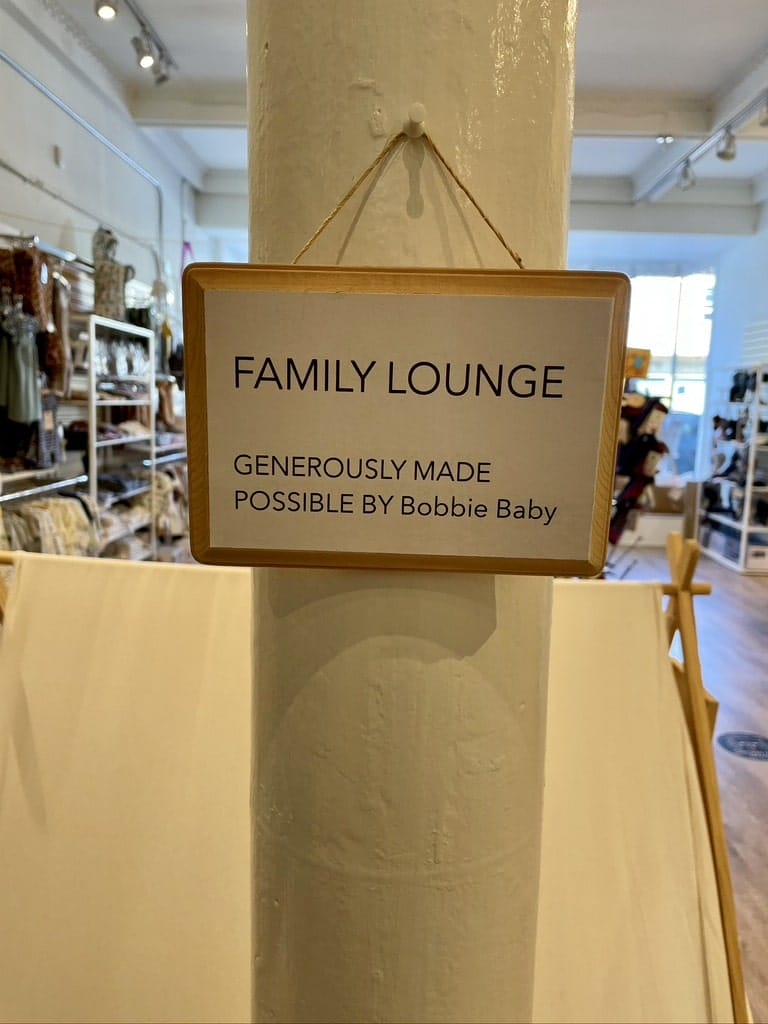 FAMILY LOUNGE
GENEROUSLY MADE
POSSIBLE BY Bobbie Baby